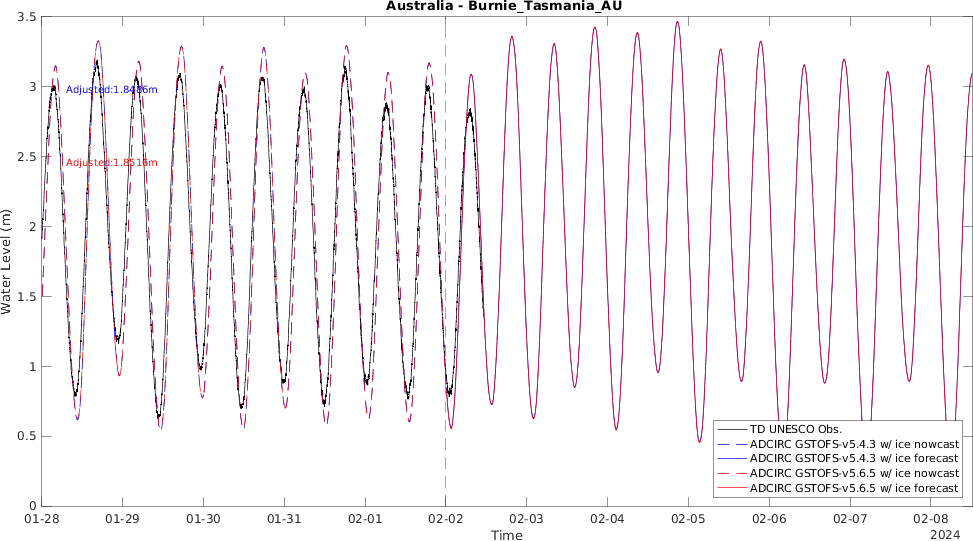 Australia - Burnie_Tasmania_AU
3.5
3
2.5
2
1.5
1
0.5
0
Water Level (m)
Adjusted:1.8486m
Adjusted:1.8516m
TD UNESCO Obs.
ADCIRC GSTOFS-v5.4.3 w/ ice nowcast
ADCIRC GSTOFS-v5.4.3 w/ ice forecast
ADCIRC GSTOFS-v5.6.5 w/ ice nowcast
ADCIRC GSTOFS-v5.6.5 w/ ice forecast
01-28 01-29 01-30 01-31 02-01 02-02 02-03 02-04 02-05 02-06 02-07 02-08
Time
2024